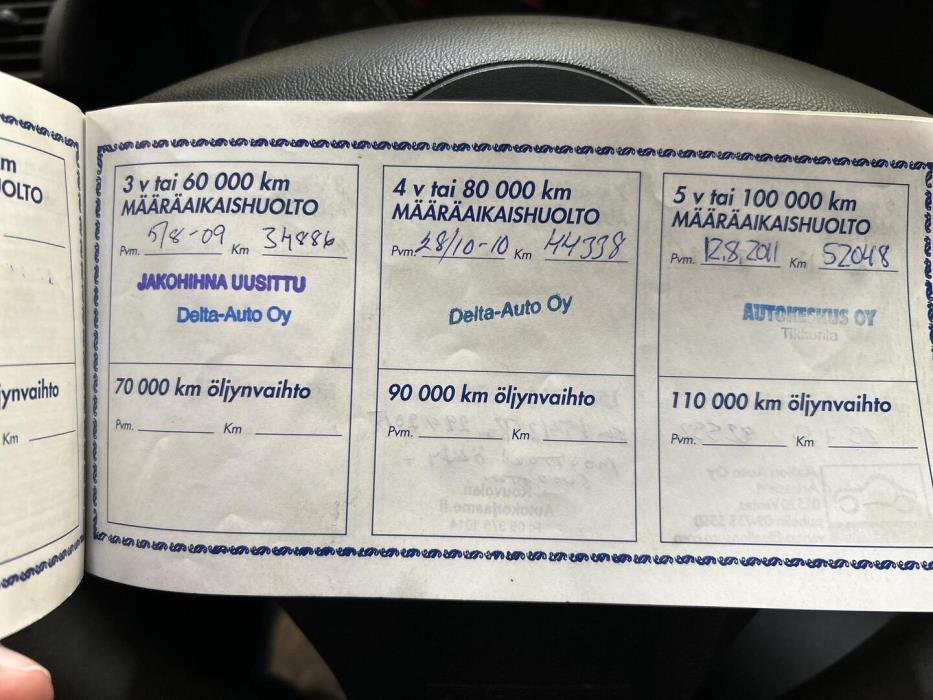 m
OLTO
ynvaihto
Km
3 v tai 60 000 km
MÄÄRÄAIKAISHUOLTO
Pvm. 5/8-09 Km 34886
JAKOHIHNA UUSITTU
Delta-Auto Oy
70 000 km öljynvaihto
Pvm. Km
4 v tai 80 000 km
MÄÄRÄAIKAISHUOLTO
Pvm. 28/10-10 Km 44338
Delta-Auto Oy
90 000 km öljynvaihto
Pvm. Km
5 v tai 100 000 km
MÄÄRÄAIKAISHUOLTO
Pvm. 12.8.2011 Km 52048
AUTOKESKUS OY
Tikkurila
110 000 km öljynvaihto
Pvm. Km